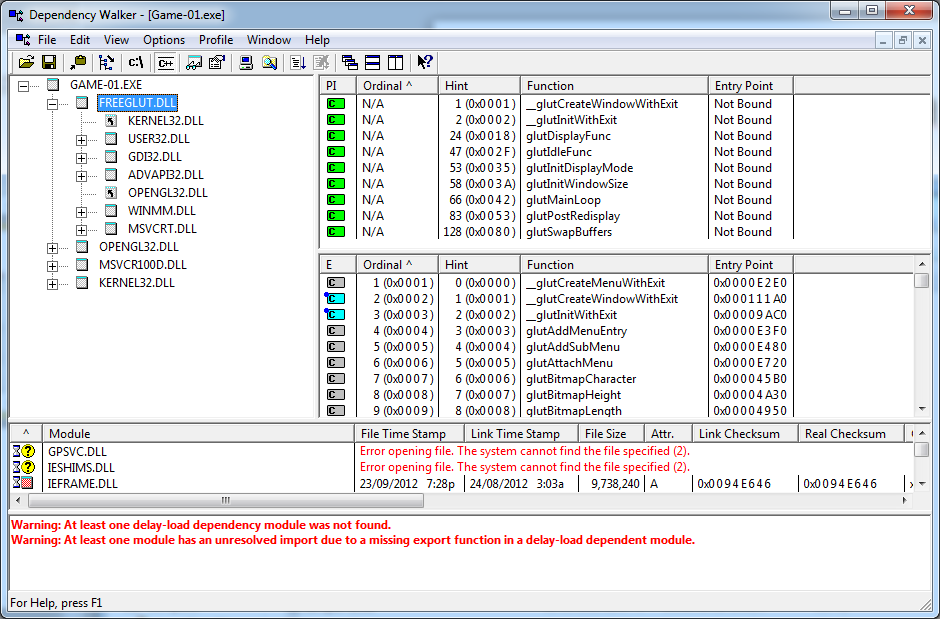 Dependency Walker - [Game-01.exe]
File Edit View Options Profile Window Help
c:\ C++
GAME-01.EXE
FREEGLUT.DLL
KERNEL32.DLL
USER32.DLL
GDI32.DLL
ADVAPI32.DLL
OPENGL32.DLL
WINMM.DLL
MSVCRT.DLL
OPENGL32.DLL
MSVCR100D.DLL
KERNEL32.DLL
PI Ordinal ^ Hint Function Entry Point
C N/A 1 (0x0001) __glutCreateWindowWithExit Not Bound
C N/A 2 (0x0002) __glutInitWithExit Not Bound
C N/A 24 (0x0018) glutDisplayFunc Not Bound
C N/A 47 (0x002F) glutIdleFunc Not Bound
C N/A 53 (0x0035) glutInitDisplayMode Not Bound
C N/A 58 (0x003A) glutInitWindowSize Not Bound
C N/A 66 (0x0042) glutMainLoop Not Bound
C N/A 83 (0x0053) glutPostRedisplay Not Bound
C N/A 128 (0x0080) glutSwapBuffers Not Bound
E Ordinal ^ Hint Function Entry Point
C 1 (0x0001) 0 (0x0000) __glutCreateMenuWithExit 0x0000E2E0
C 2 (0x0002) 1 (0x0001) __glutCreateWindowWithExit 0x000111A0
C 3 (0x0003) 2 (0x0002) __glutInitWithExit 0x00009AC0
C 4 (0x0004) 3 (0x0003) glutAddMenuEntry 0x0000E3F0
C 5 (0x0005) 4 (0x0004) glutAddSubMenu 0x0000E480
C 6 (0x0006) 5 (0x0005) glutAttachMenu 0x0000E720
C 7 (0x0007) 6 (0x0006) glutBitmapCharacter 0x000045B0
C 8 (0x0008) 7 (0x0007) glutBitmapHeight 0x00004A30
C 9 (0x0009) 8 (0x0008) glutBitmapLength 0x00004950
^ Module File Time Stamp Link Time Stamp File Size Attr. Link Checksum Real Checksum
? GPSVC.DLL Error opening file. The system cannot find the file specified (2).
? IESHIMS.DLL Error opening file. The system cannot find the file specified (2).
IEFRAME.DLL 23/09/2012 7:28p 24/08/2012 3:03a 9,738,240 A 0x0094E646 0x0094E646
Warning: At least one delay-load dependency module was not found.
Warning: At least one module has an unresolved import due to a missing export function in a delay-load dependent module.
For Help, press F1